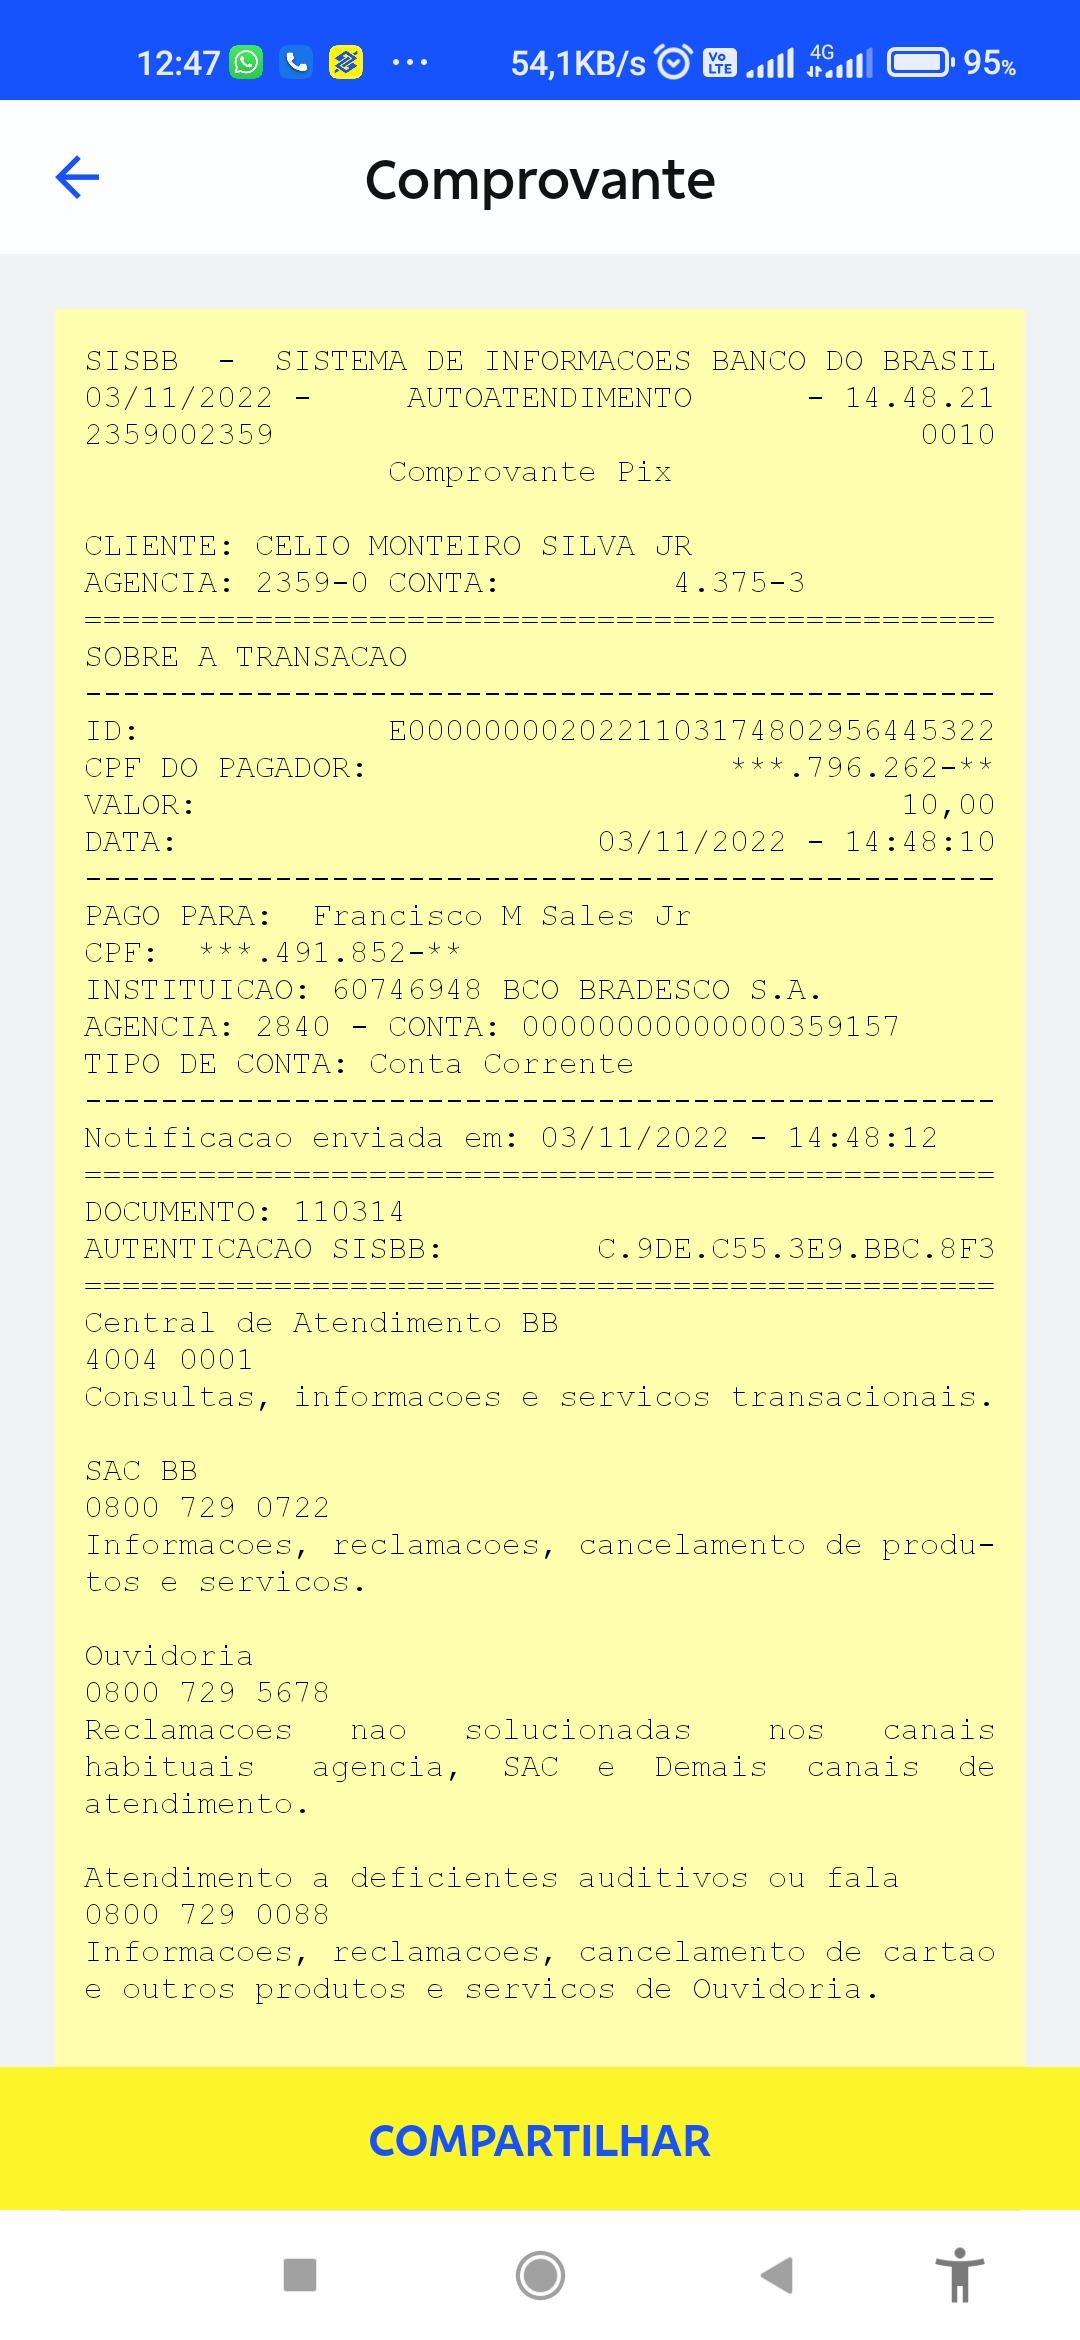 12:47 ... 54,1KB/s Vo LTE 4G 95%
Comprovante
SISBB - SISTEMA DE INFORMACOES BANCO DO BRASIL
03/11/2022 - AUTOATENDIMENTO - 14.48.21
2359002359 0010
Comprovante Pix
CLIENTE: CELIO MONTEIRO SILVA JR
AGENCIA: 2359-0 CONTA: 4.375-3
================================================
SOBRE A TRANSACAO
------------------------------------------------
ID: E0000000020221103174802956445322
CPF DO PAGADOR: ***.796.262-**
VALOR: 10,00
DATA: 03/11/2022 - 14:48:10
------------------------------------------------
PAGO PARA: Francisco M Sales Jr
CPF: ***.491.852-**
INSTITUICAO: 60746948 BCO BRADESCO S.A.
AGENCIA: 2840 - CONTA: 00000000000000359157
TIPO DE CONTA: Conta Corrente
------------------------------------------------
Notificacao enviada em: 03/11/2022 - 14:48:12
================================================
DOCUMENTO: 110314
AUTENTICACAO SISBB: C.9DE.C55.3E9.BBC.8F3
================================================
Central de Atendimento BB
4004 0001
Consultas, informacoes e servicos transacionais.
SAC BB
0800 729 0722
Informacoes, reclamacoes, cancelamento de produ-
tos e servicos.
Ouvidoria
0800 729 5678
Reclamacoes nao solucionadas nos canais
habituais agencia, SAC e Demais canais de
atendimento.
Atendimento a deficientes auditivos ou fala
0800 729 0088
Informacoes, reclamacoes, cancelamento de cartao
e outros produtos e servicos de Ouvidoria.
COMPARTILHAR